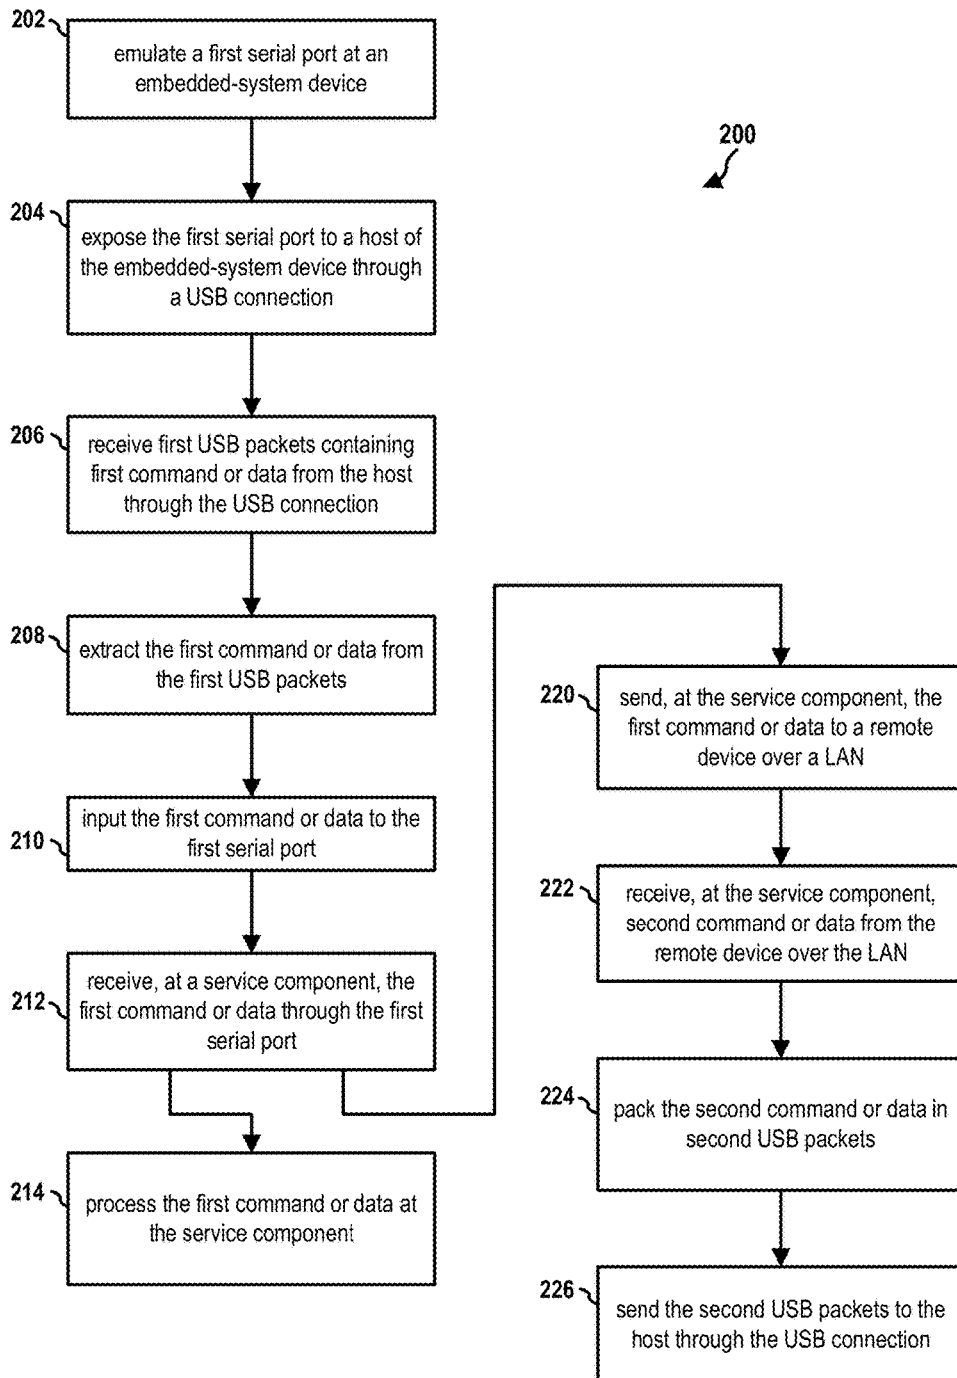 202
emulate a first serial port at an
embedded-system device
200
204
expose the first serial port to a host of
the embedded-system device through
a USB connection
206
receive first USB packets containing
first command or data from the host
through the USB connection
208
extract the first command or data from
the first USB packets
210
input the first command or data to the
first serial port
212
receive, at a service component, the
first command or data through the first
serial port
214
process the first command or data at
the service component
220
send, at the service component, the
first command or data to a remote
device over a LAN
222
receive, at the service component,
second command or data from the
remote device over the LAN
224
pack the second command or data in
second USB packets
226
send the second USB packets to the
host through the USB connection